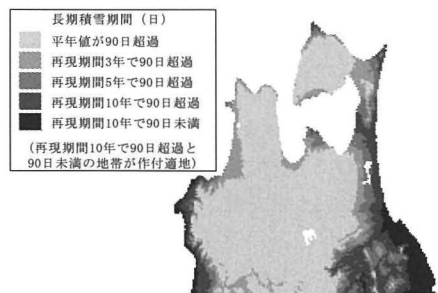 長期積雪期間（日）
平年値が90日超過
再現期間3年で90日超過
再現期間5年で90日超過
再現期間10年で90日超過
再現期間10年で90日未満
(再現期間10年で90日超過と
90日未満の地帯が作付適地)